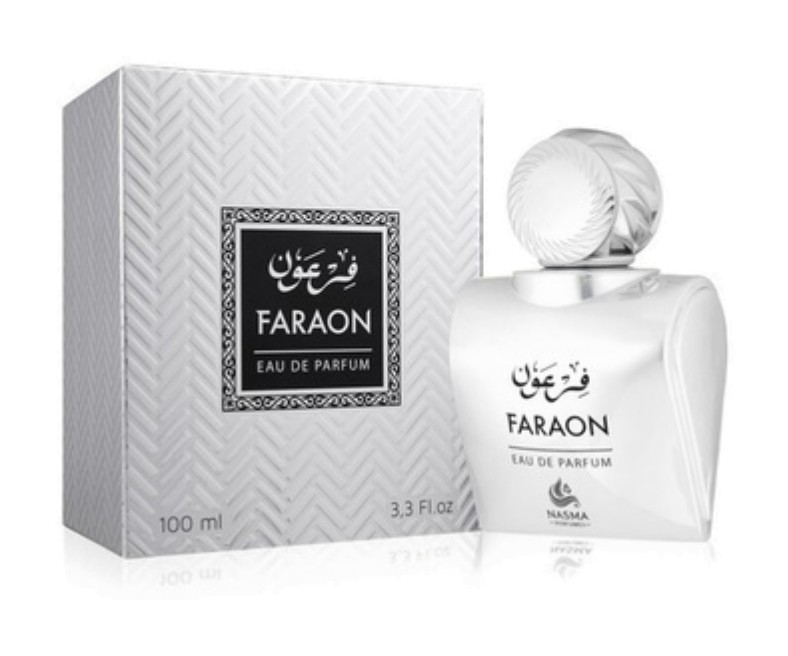 فرعون
FARAON
EAU DE PARFUM
100 ml
3,3 Fl.oz
فرعون
FARAON
EAU DE PARFUM
NASMA